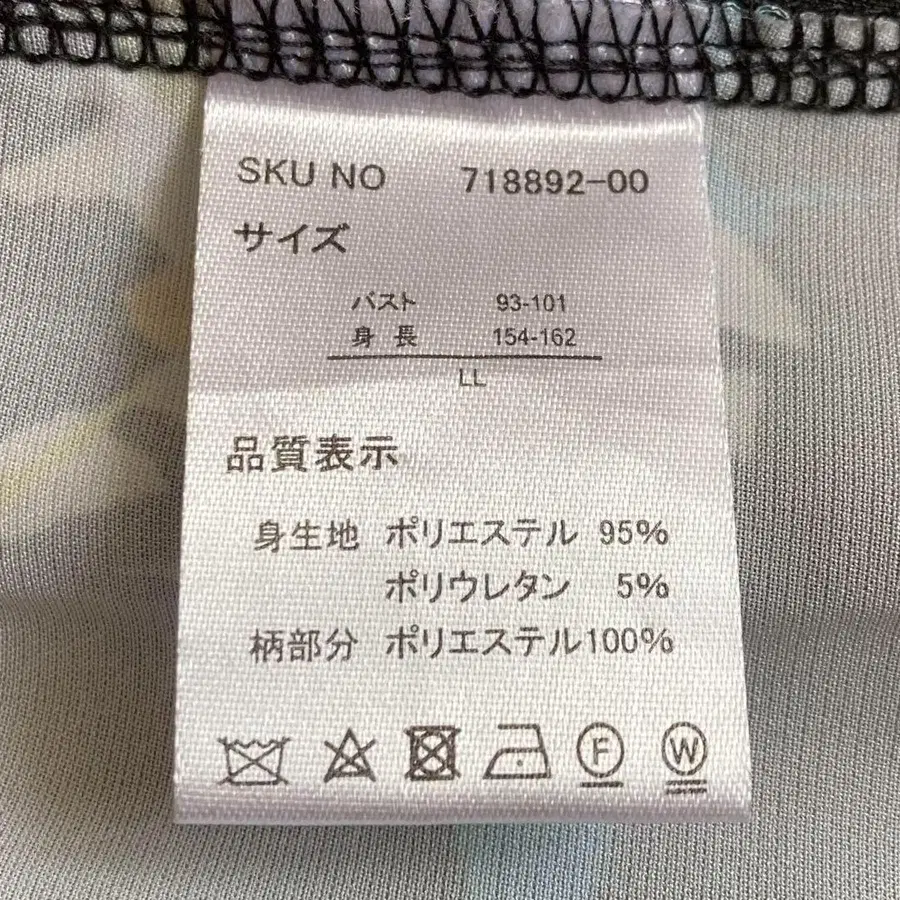 SKU NO 718892-00
サイズ
バスト 93-101
身長 154-162
LL
品質表示
身生地 ポリエステル 95%
ポリウレタン 5%
柄部分 ポリエステル100%
F W